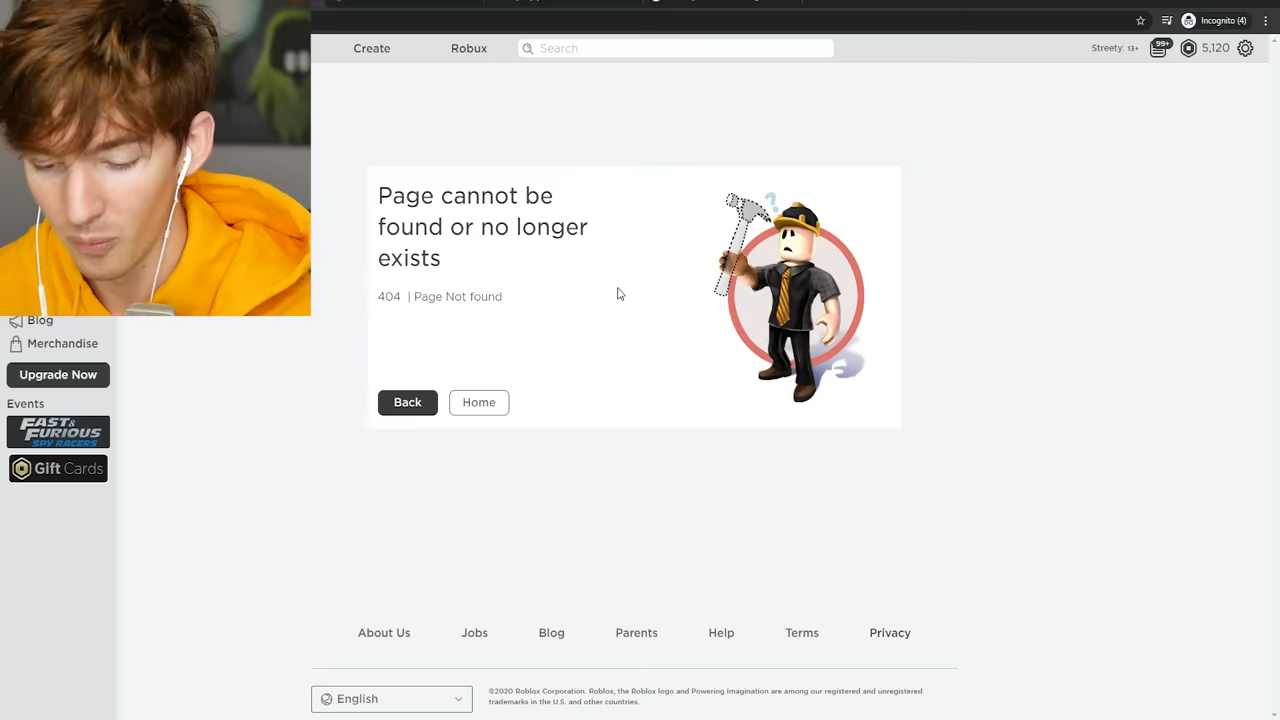 Incognito (4)
Create Robux Search Streety: 13+ 99+ 5,120
Page cannot be
found or no longer
exists
404 | Page Not found
Back Home
Blog
Merchandise
Upgrade Now
Events
FAST & FURIOUS
SPY RACERS
Gift Cards
About Us Jobs Blog Parents Help Terms Privacy
English
©2020 Roblox Corporation. Roblox, the Roblox logo and Powering Imagination are among our registered and unregistered
trademarks in the U.S. and other countries.